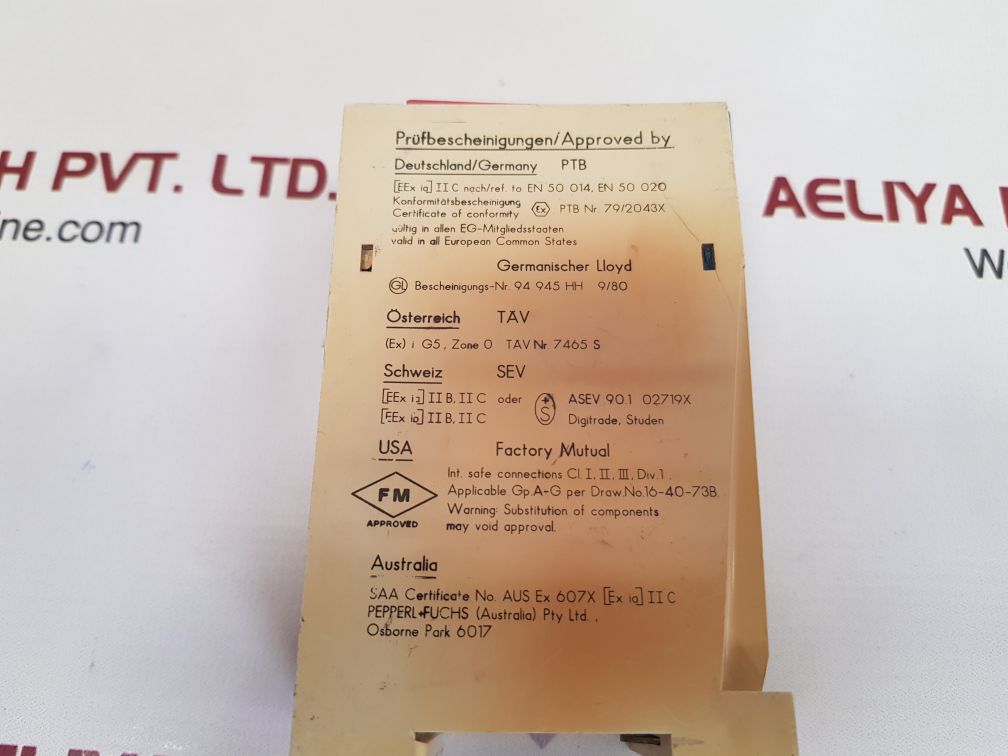 H PVT. LTD.
ne.com
AELIYA
W
Prüfbescheinigungen/Approved by
Deutschland/Germany PTB
[EEx ia] II C nach/ref. to EN 50 014, EN 50 020
Konformitätsbescheinigung
Certificate of conformity Ex PTB Nr. 79/2043X
gültig in allen EG-Mitgliedsstaaten
valid in all European Common States
Germanischer Lloyd
GL Bescheinigungs-Nr. 94 945 HH 9/80
Österreich TÄV
(Ex) i G5, Zone 0 TÄV Nr. 7465 S
Schweiz SEV
[EEx ia] II B, II C oder +S ASEV 90.1 02719X
[EEx ib] II B, II C Digitrade, Studen
USA Factory Mutual
Int. safe connections Cl. I, II, III, Div.1,
Applicable Gp.A-G per Draw.No.16-40-73B.
FM
Warning: Substitution of components
APPROVED may void approval.
Australia
SAA Certificate No. AUS Ex 607X [Ex ia] II C
PEPPERL+FUCHS (Australia) Pty Ltd.,
Osborne Park 6017